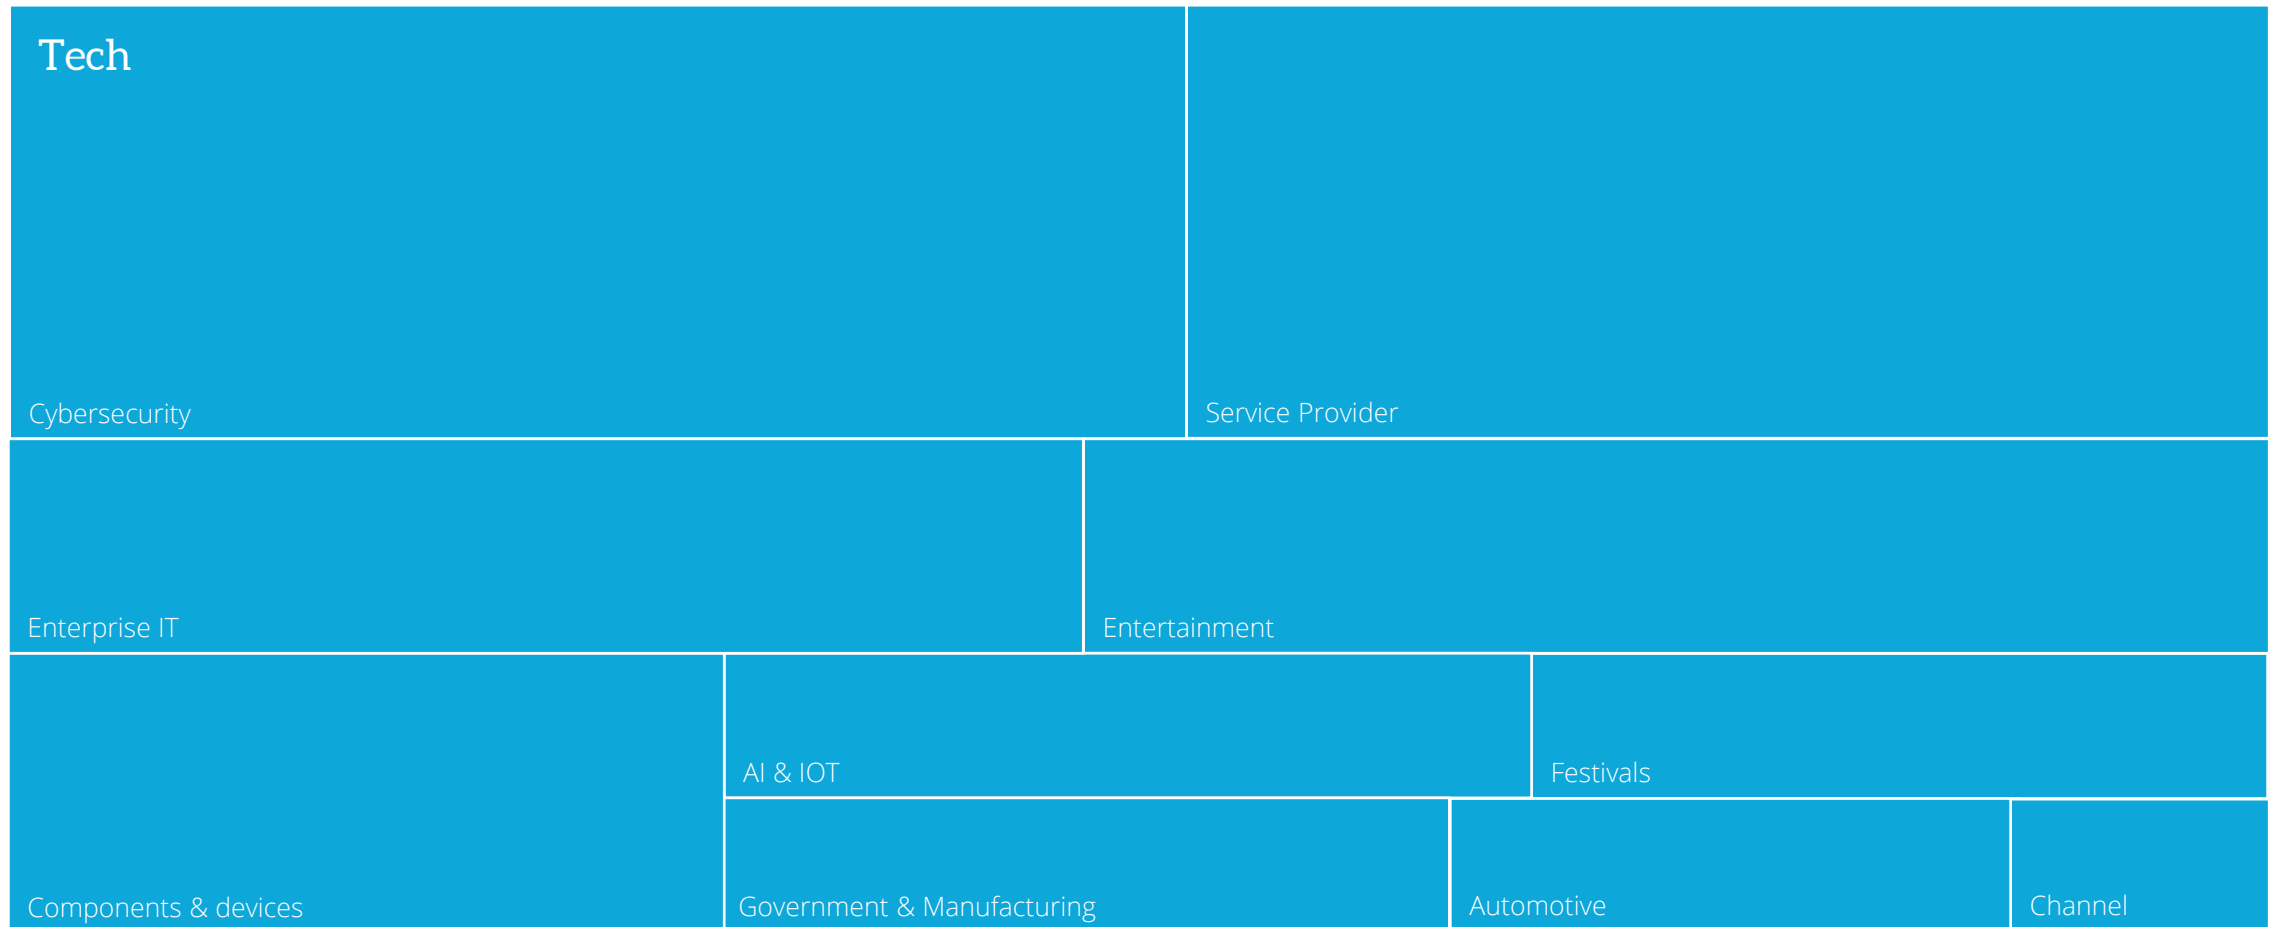 Tech
Cybersecurity
Service Provider
Enterprise IT
Entertainment
AI & IOT
Festivals
Components & devices
Government & Manufacturing
Automotive
Channel